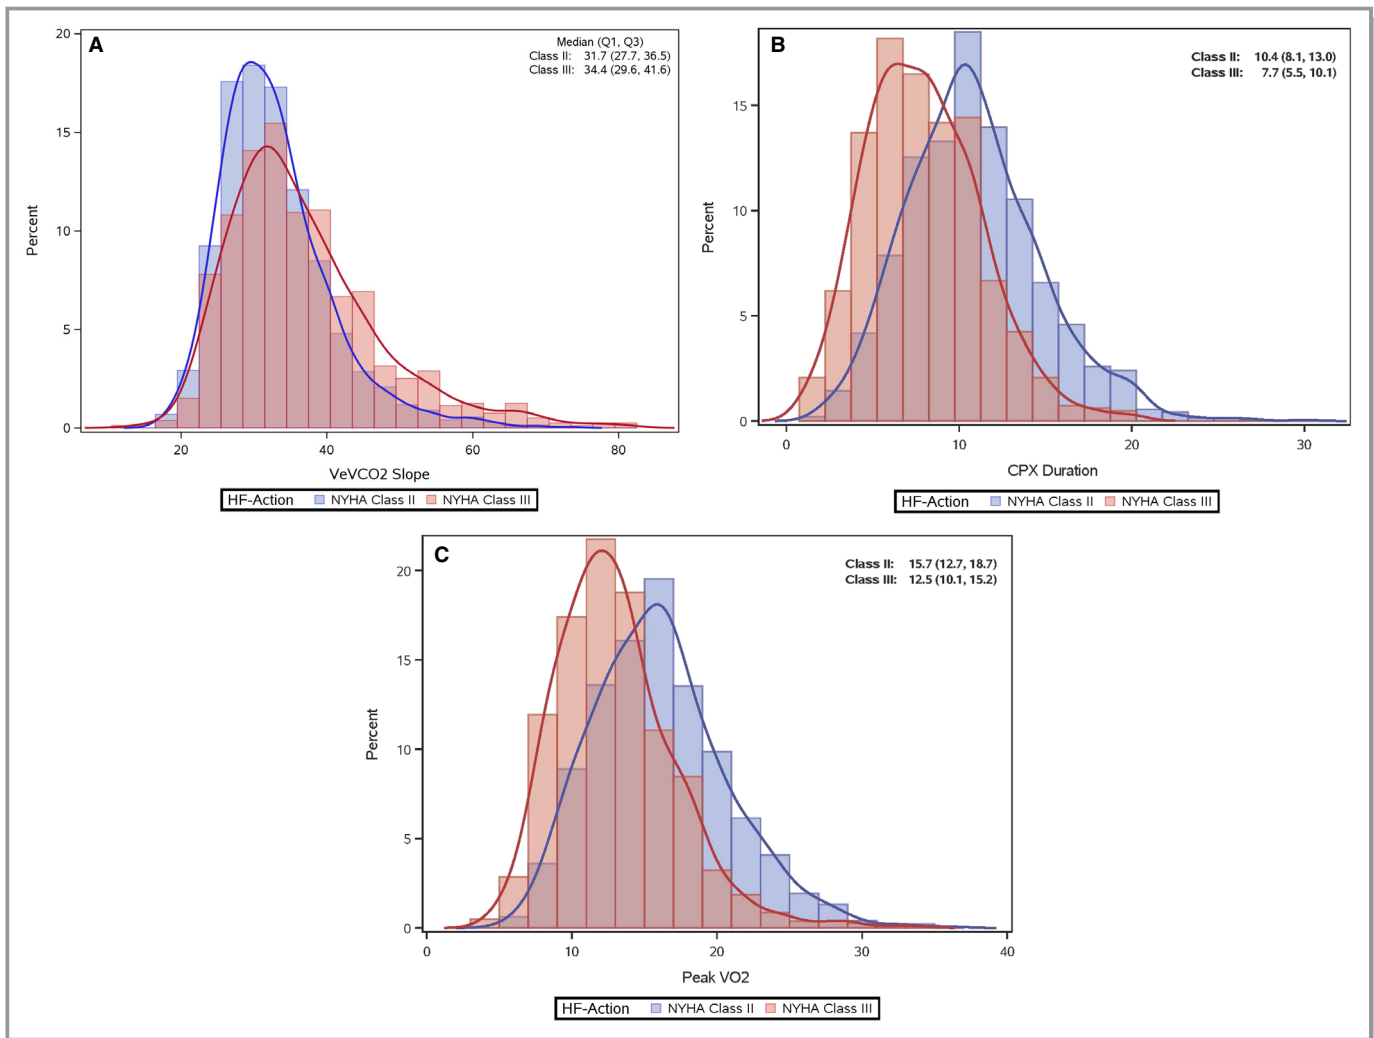 A
Median (Q1, Q3)
Class II: 31.7 (27.7, 36.5)
Class III: 34.4 (29.6, 41.6)
20
15
10
5
0
Percent
20 40 60 80
VeVCO2 Slope
HF-Action NYHA Class II NYHA Class III
B
Class II: 10.4 (8.1, 13.0)
Class III: 7.7 (5.5, 10.1)
15
10
5
0
Percent
0 10 20 30
CPX Duration
HF-Action NYHA Class II NYHA Class III
C
Class II: 15.7 (12.7, 18.7)
Class III: 12.5 (10.1, 15.2)
20
15
10
5
0
Percent
0 10 20 30 40
Peak VO2
HF-Action NYHA Class II NYHA Class III